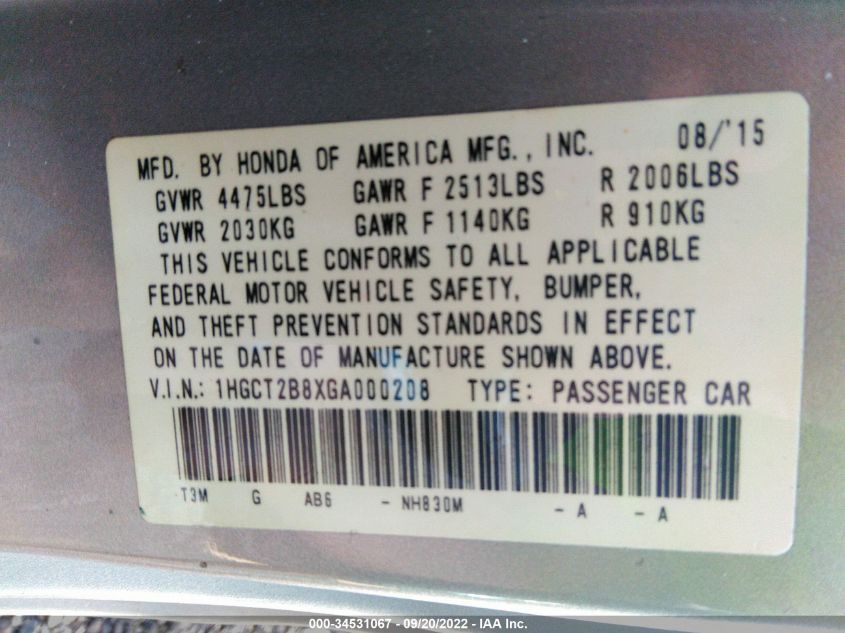 08/'15
MFD. BY HONDA OF AMERICA MFG., INC.
GVWR 4475LBS GAWR F 2513LBS R 2006LBS
GVWR 2030KG GAWR F 1140KG R 910KG
THIS VEHICLE CONFORMS TO ALL APPLICABLE
FEDERAL MOTOR VEHICLE SAFETY, BUMPER,
AND THEFT PREVENTION STANDARDS IN EFFECT
ON THE DATE OF MANUFACTURE SHOWN ABOVE.
V.I.N.: 1HGCT2B8XGA000208 TYPE: PASSENGER CAR
T3M G AB6 - NH830M - A - A
000-34531067 - 09/20/2022 - IAA Inc.